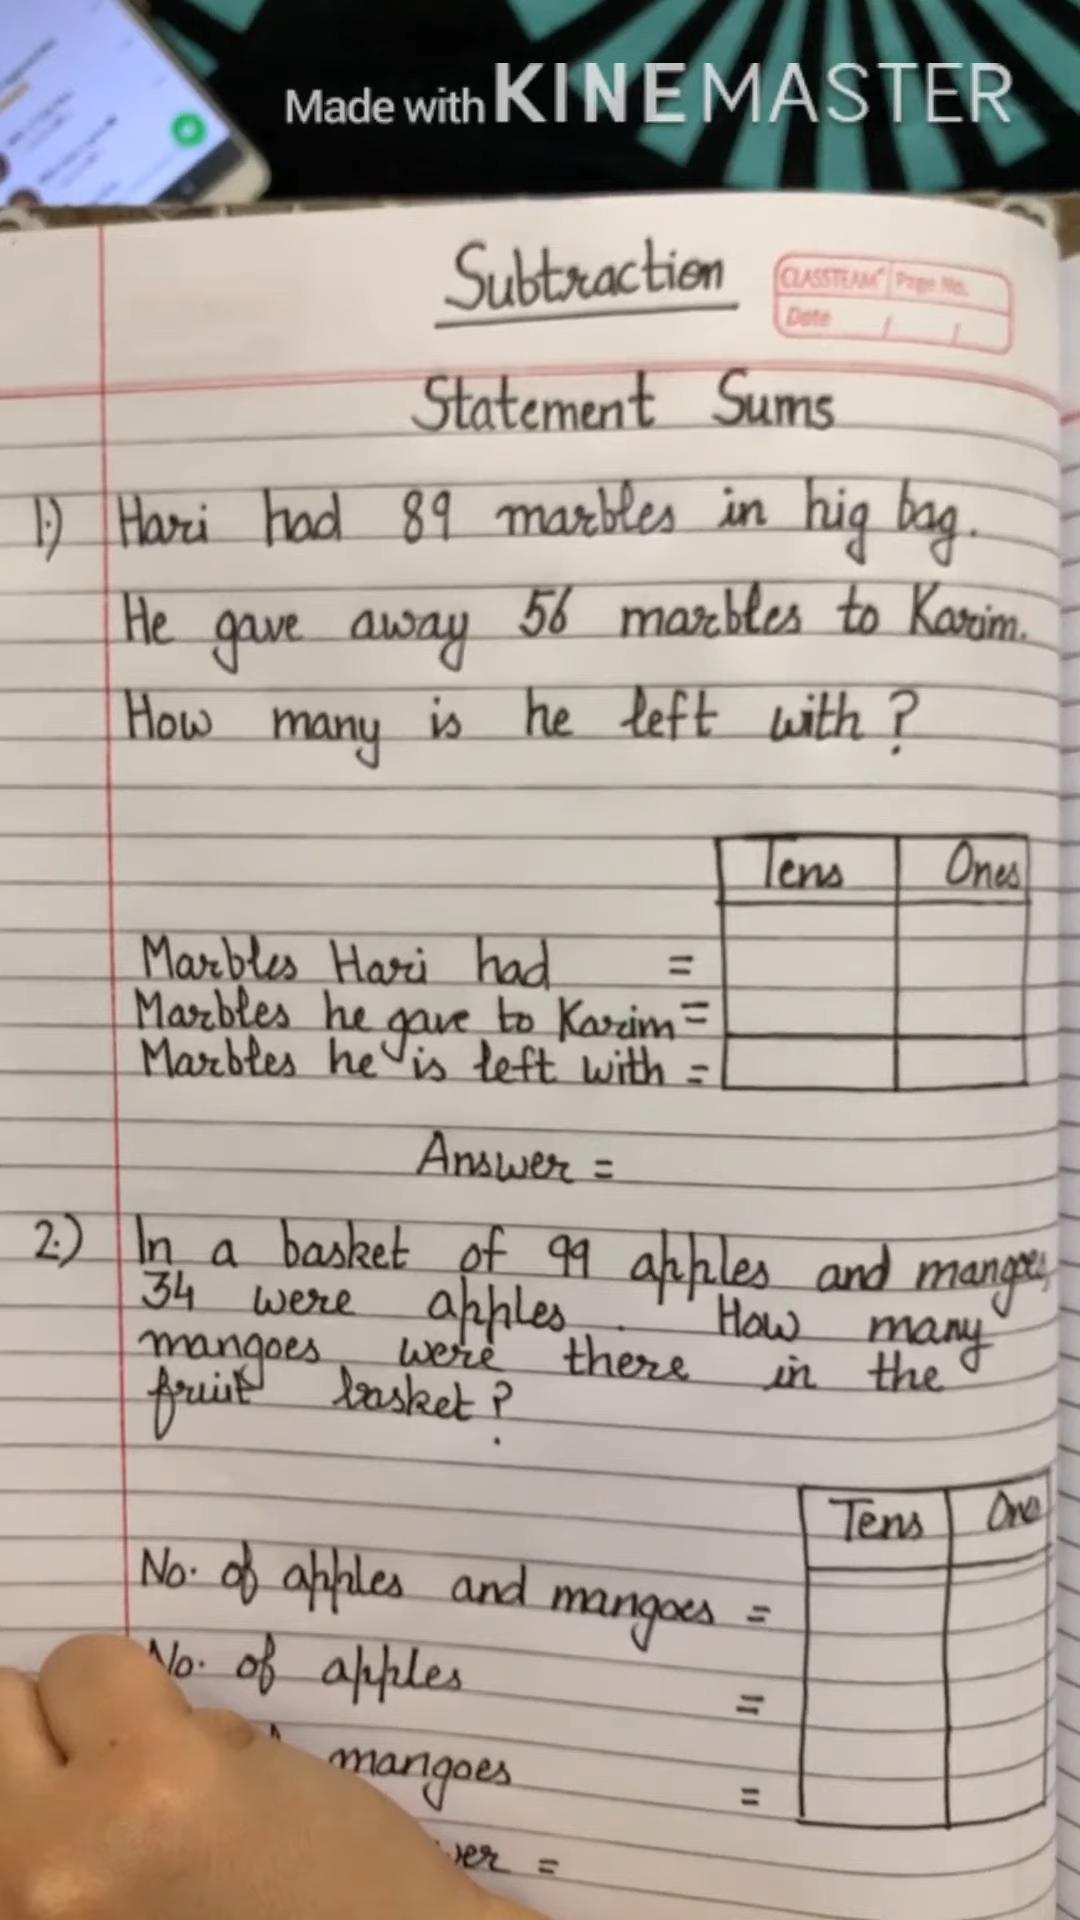 Made with KINEMASTER
Subtraction
CLASSTEAM Page No.
Date / /
Statement Sums
1.) Hari had 89 marbles in hig bag.
He gave away 56 marbles to Karim.
How many is he left with?
Tens Ones
Marbles Hari had =
Marbles he gave to Karim =
Marbles he is left with =
Answer =
2.) In a basket of 99 apples and mangoes,
34 were apples. How many
mangoes were there in the
fruit basket?
Tens One
No. of apples and mangoes =
No. of apples =
mangoes =
wer =